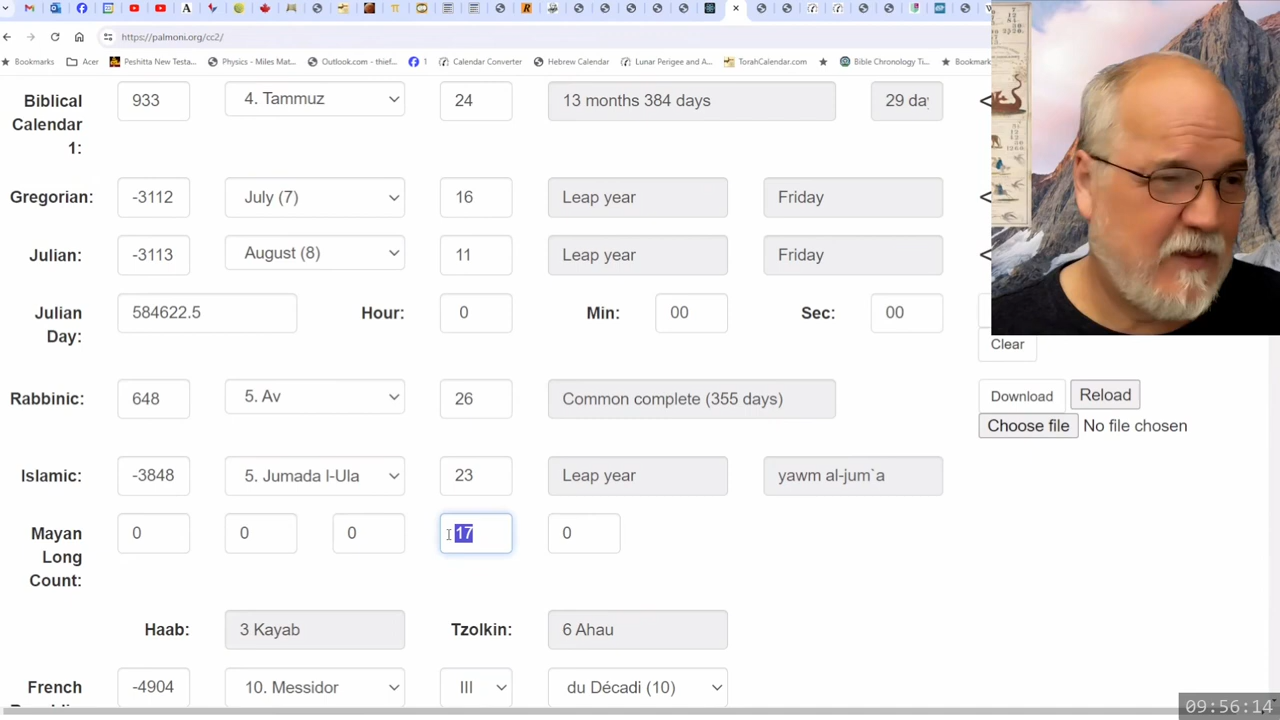 https://palmoni.org/cc2/
Bookmarks Acer Peshitta New Testa... Physics - Miles Mat... Outlook.com - thief... 1 Calendar Converter Hebrew Calendar Lunar Perigee and A... TorahCalendar.com Bible Chronology Ti...
Biblical Calendar 1: 933 4. Tammuz 24 13 months 384 days 29 da <
Gregorian: -3112 July (7) 16 Leap year Friday <
Julian: -3113 August (8) 11 Leap year Friday <
Julian Day: 584622.5 Hour: 0 Min: 00 Sec: 00
Clear
Rabbinic: 648 5. Av 26 Common complete (355 days) Download Reload
Choose file No file chosen
Islamic: -3848 5. Jumada l-Ula 23 Leap year yawm al-jum`a
Mayan Long Count: 0 0 0 17 0
Haab: 3 Kayab Tzolkin: 6 Ahau
French -4904 10. Messidor III du Décadi (10)
09:56:14